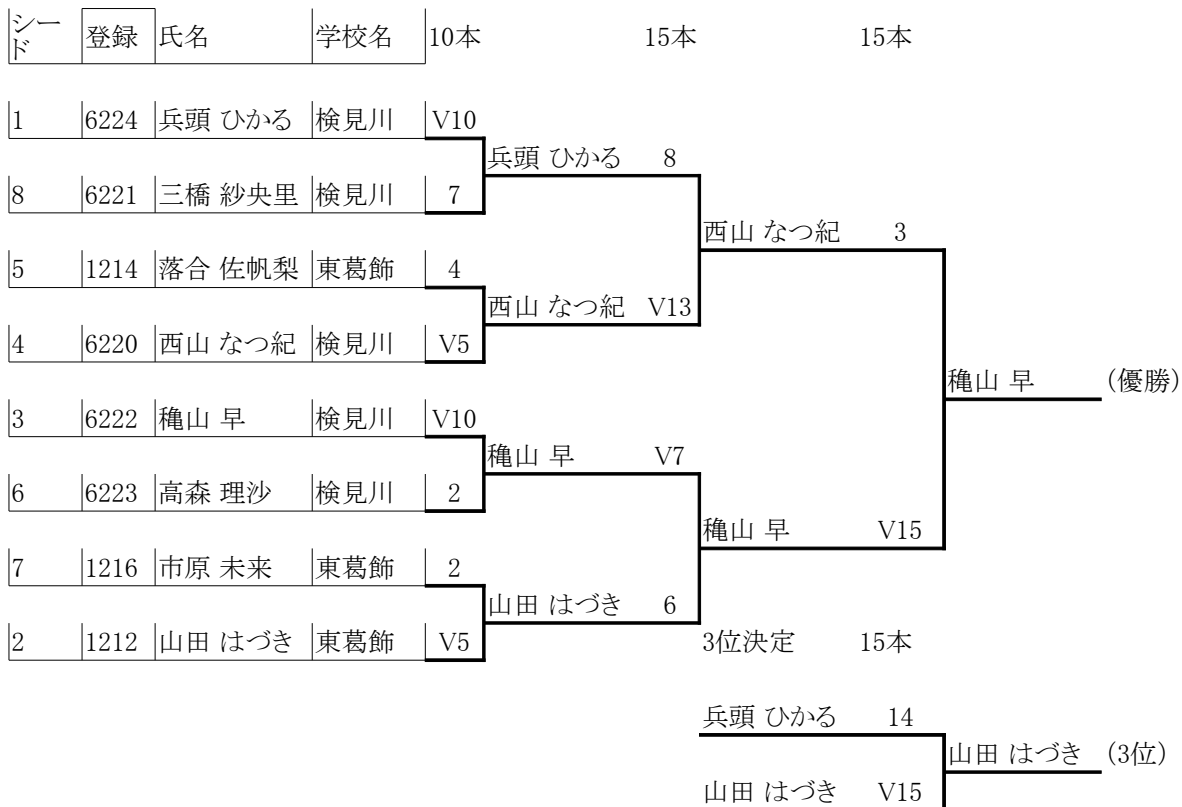 シード 登録 氏名 学校名 10本 15本 15本
1 6224 兵頭 ひかる 検見川 V10
兵頭 ひかる 8
8 6221 三橋 紗央里 検見川 7
西山 なつ紀 3
5 1214 落合 佐帆梨 東葛飾 4
西山 なつ紀 V13
4 6220 西山 なつ紀 検見川 V5
穐山 早 (優勝)
3 6222 穐山 早 検見川 V10
穐山 早 V7
6 6223 高森 理沙 検見川 2
穐山 早 V15
7 1216 市原 未来 東葛飾 2
山田 はづき 6
2 1212 山田 はづき 東葛飾 V5 3位決定 15本
兵頭 ひかる 14
山田 はづき (3位)
山田 はづき V15